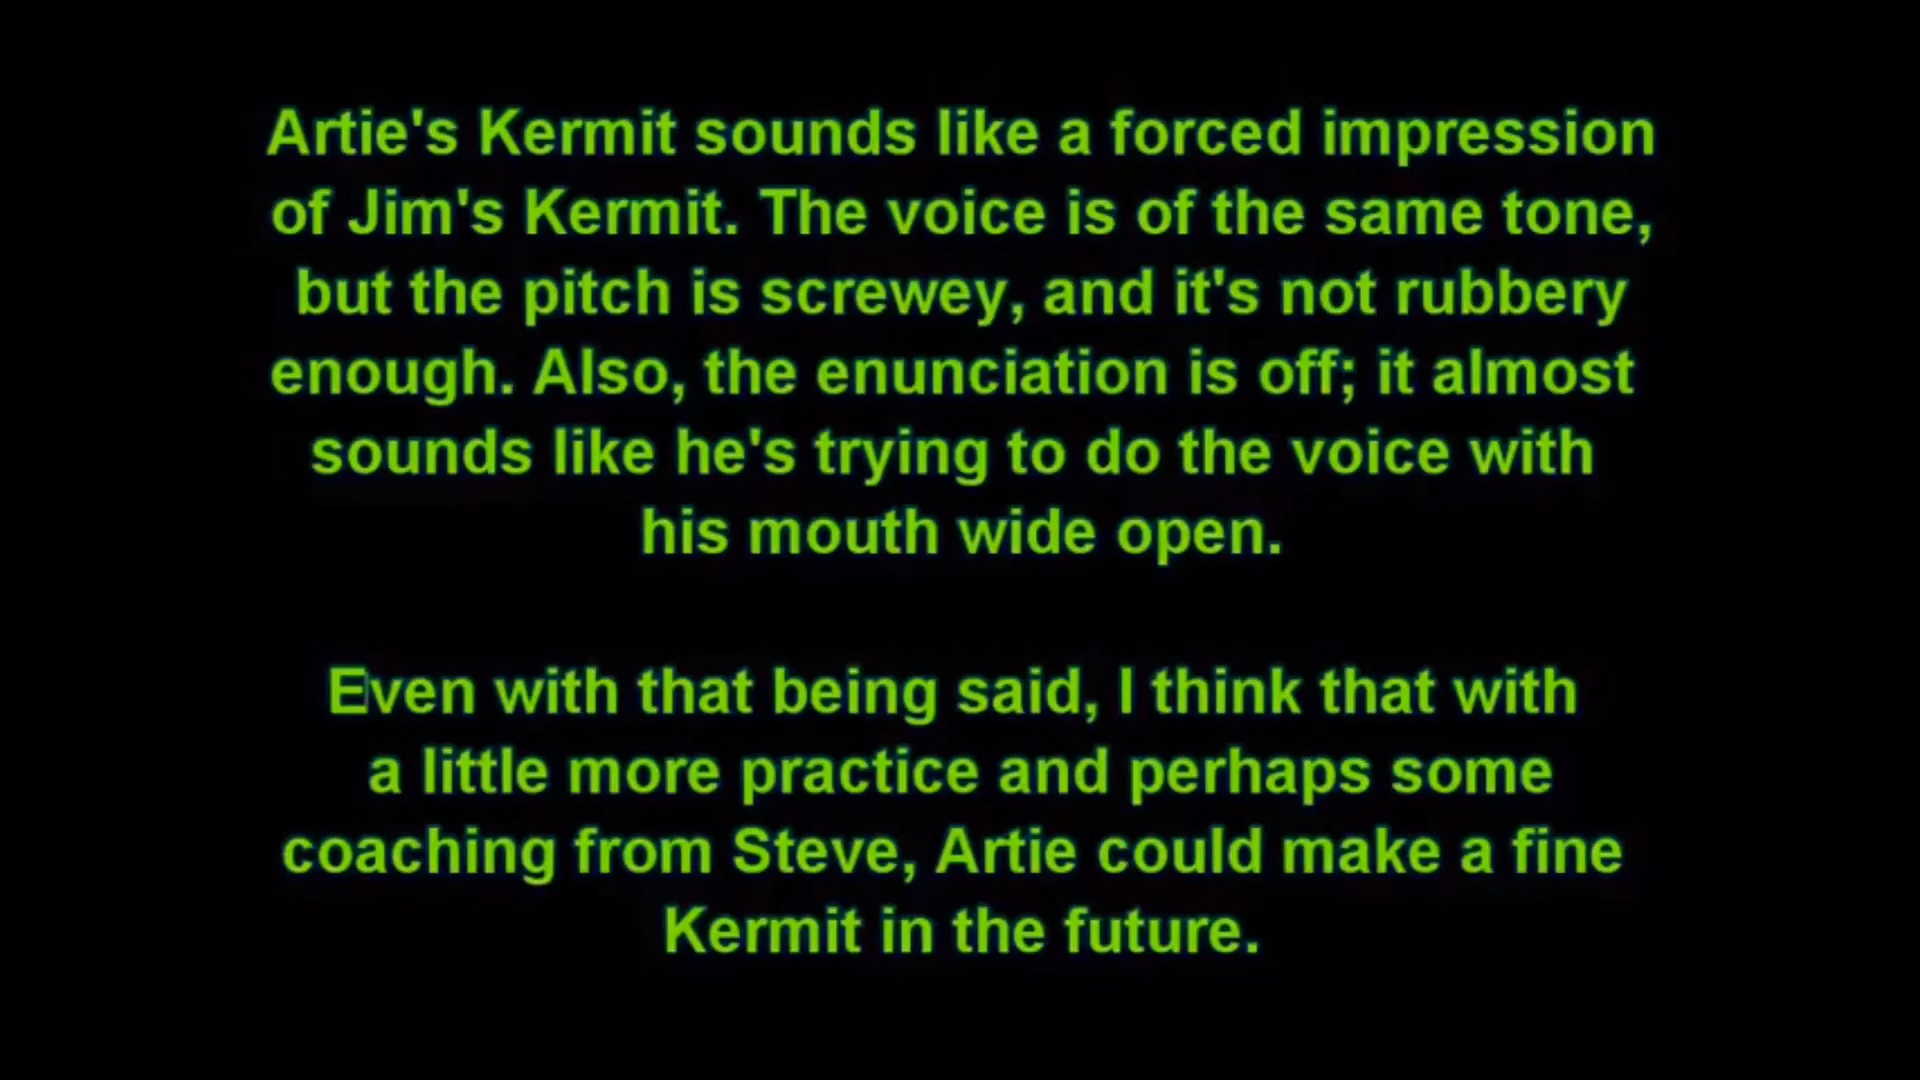 Artie's Kermit sounds like a forced impression
of Jim's Kermit. The voice is of the same tone,
but the pitch is screwey, and it's not rubbery
enough. Also, the enunciation is off; it almost
sounds like he's trying to do the voice with
his mouth wide open.
Even with that being said, I think that with
a little more practice and perhaps some
coaching from Steve, Artie could make a fine
Kermit in the future.